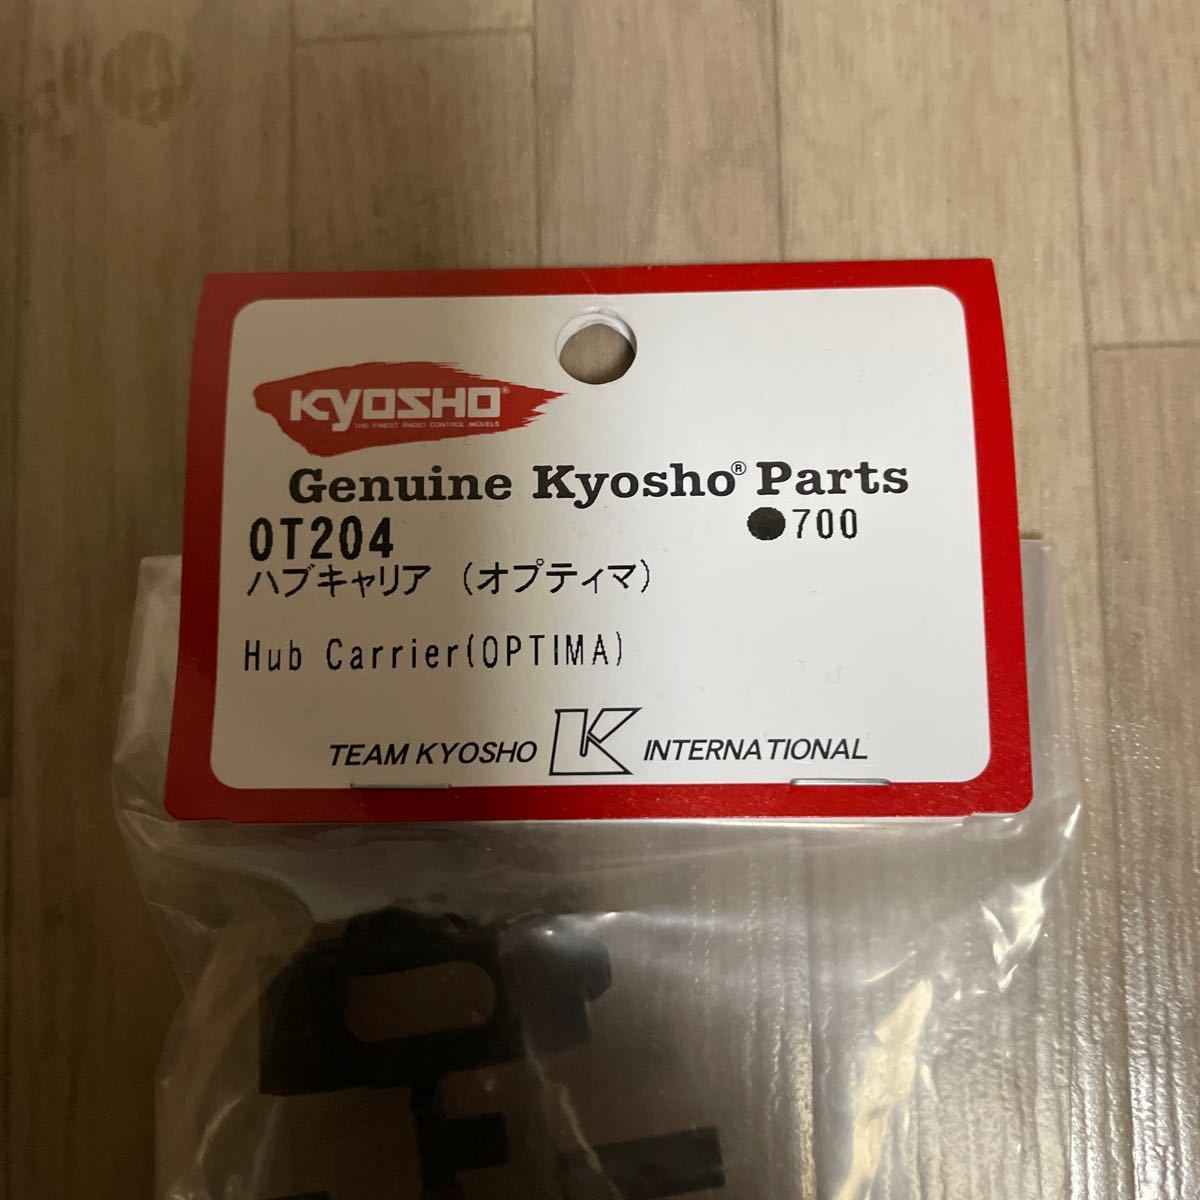 KYOSHO®
THE FINEST RADIO CONTROL MODELS
Genuine Kyosho® Parts
OT204 ●700
ハブキャリア (オプティマ)
Hub Carrier(OPTIMA)
TEAM KYOSHO K INTERNATIONAL